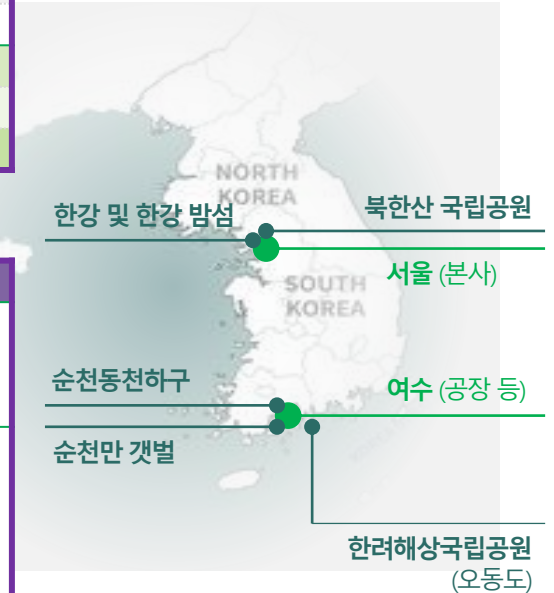 NORTH
KOREA
한강 및 한강 밤섬
북한산 국립공원
서울 (본사)
SOUTH
KOREA
순천동천하구
여수 (공장 등)
순천만 갯벌
한려해상국립공원
(오동도)